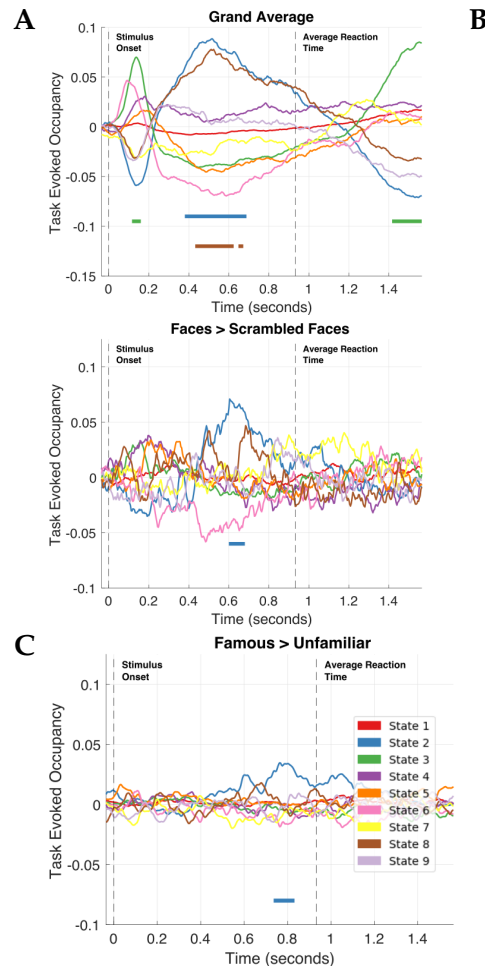 A
B
Grand Average
Stimulus
Onset
Average Reaction
Time
Task Evoked Occupancy
0.1
0.05
0
-0.05
-0.1
-0.15
0 0.2 0.4 0.6 0.8 1 1.2 1.4
Time (seconds)
Faces > Scrambled Faces
Stimulus
Onset
Average Reaction
Time
Task Evoked Occupancy
0.1
0.05
0
-0.05
-0.1
0 0.2 0.4 0.6 0.8 1 1.2 1.4
Time (seconds)
C
Famous > Unfamiliar
Stimulus
Onset
Average Reaction
Time
Task Evoked Occupancy
0.1
0.05
0
-0.05
-0.1
State 1
State 2
State 3
State 4
State 5
State 6
State 7
State 8
State 9
0 0.2 0.4 0.6 0.8 1 1.2 1.4
Time (seconds)